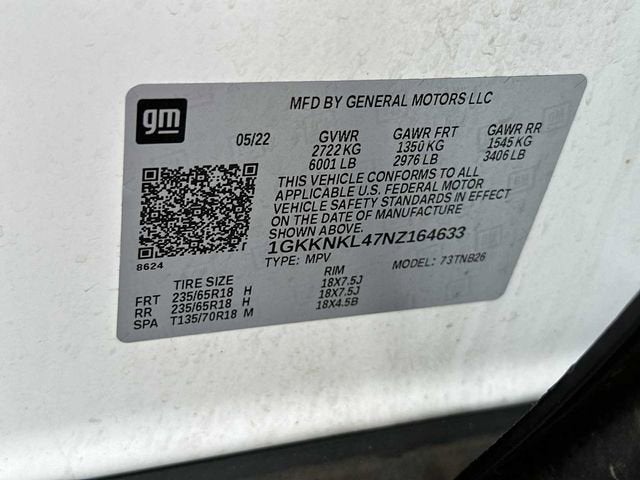 gm
MFD BY GENERAL MOTORS LLC
05/22 GVWR GAWR FRT GAWR RR
2722 KG 1350 KG 1545 KG
6001 LB 2976 LB 3406 LB
THIS VEHICLE CONFORMS TO ALL
APPLICABLE U.S. FEDERAL MOTOR
VEHICLE SAFETY STANDARDS IN EFFECT
ON THE DATE OF MANUFACTURE
SHOWN ABOVE.
1GKKNKL47NZ164633
8624
TYPE: MPV MODEL: 73TNB26
TIRE SIZE RIM
FRT 235/65R18 H 18X7.5J
RR 235/65R18 H 18X7.5J
SPA T135/70R18 M 18X4.5B